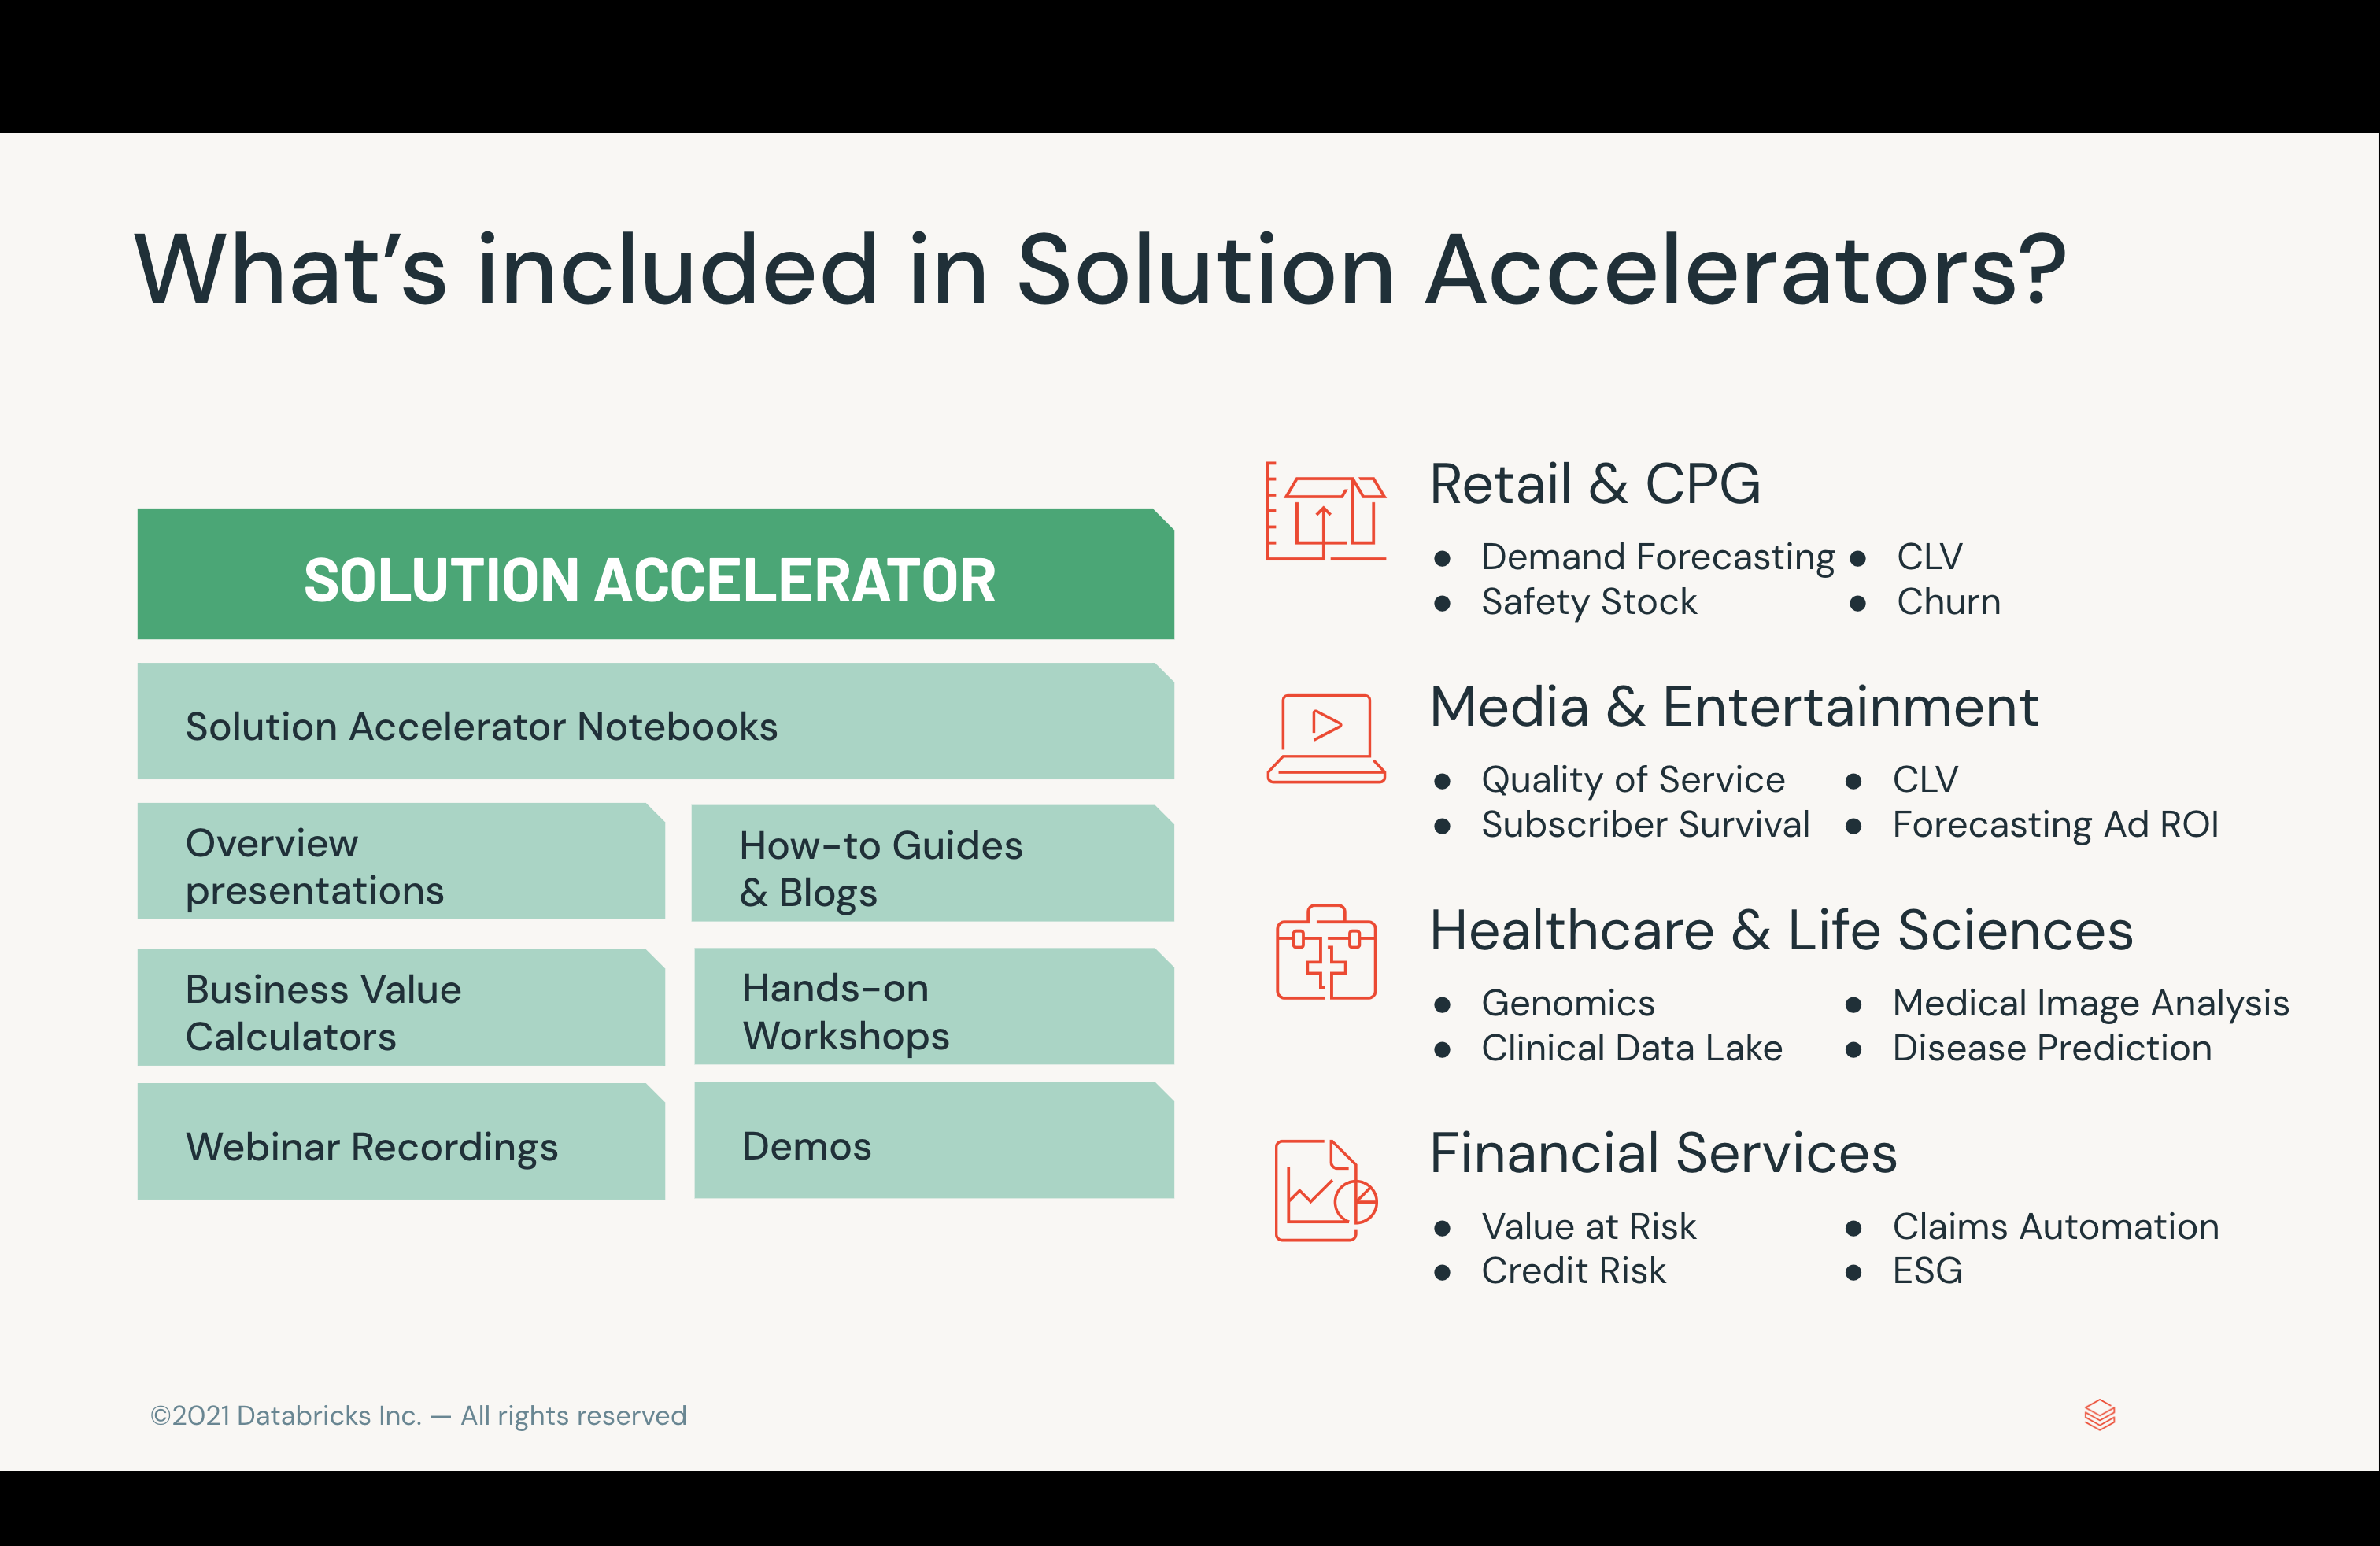 What’s included in Solution Accelerators?
SOLUTION ACCELERATOR
Solution Accelerator Notebooks
Overview
presentations
How-to Guides
& Blogs
Business Value
Calculators
Hands-on
Workshops
Webinar Recordings
Demos
Retail & CPG
● Demand Forecasting ● CLV
● Safety Stock ● Churn
Media & Entertainment
● Quality of Service ● CLV
● Subscriber Survival ● Forecasting Ad ROI
Healthcare & Life Sciences
● Genomics ● Medical Image Analysis
● Clinical Data Lake ● Disease Prediction
Financial Services
● Value at Risk ● Claims Automation
● Credit Risk ● ESG
©2021 Databricks Inc. — All rights reserved